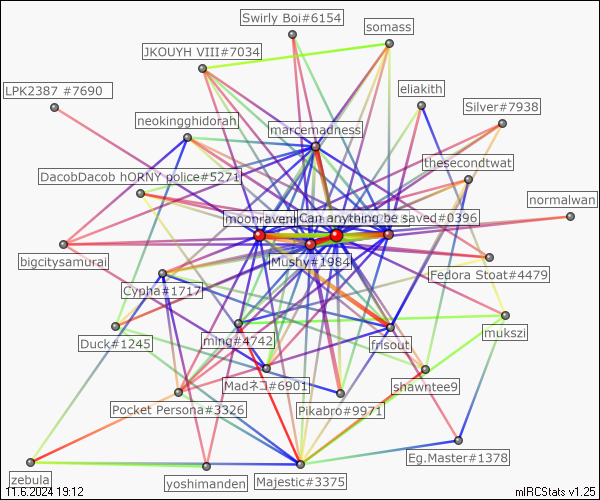 Swirly Boi#6154
somass
JKOUYH VIII#7034
LPK2387 #7690
eliakith
Silver#7938
neokingghidorah
marcemadness
thesecondtwat
DacobDacob hORNY police#5271
normalwan
moonraven
Can anything be saved#0396
bigcitysamurai
Mushy#1984
Fedora Stoat#4479
Cypha#1717
mukszi
Duck#1245
ming#4742
frisout
Madネコ#6901
shawntee9
Pocket Persona#3326
Pikabro#9971
Eg.Master#1378
zebula
yoshimanden
Majestic#3375
11.6.2024 19:12
mIRCStats v1.25